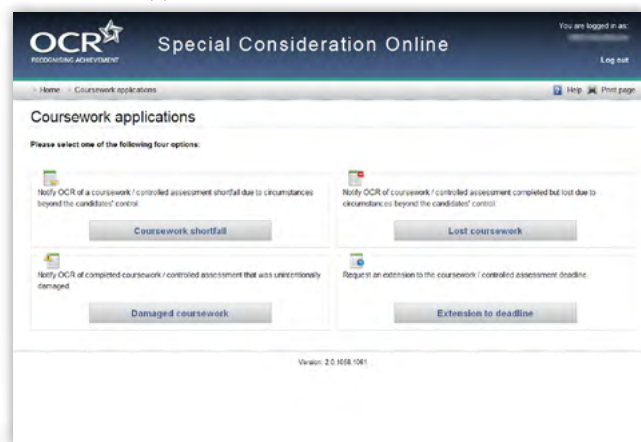 You are logged in as:
OCR
RECOGNISING ACHIEVEMENT
Special Consideration Online
Log out
Home Coursework applications
Help Print page
Coursework applications
Please select one of the following four options:
Notify OCR of a coursework / controlled assessment shortfall due to circumstances
beyond the candidates' control.
Coursework shortfall
Notify OCR of coursework / controlled assessment completed but lost due to
circumstances beyond the candidates' control.
Lost coursework
Notify OCR of completed coursework / controlled assessment that was unintentionally
damaged.
Damaged coursework
Request an extension to the coursework / controlled assessment deadline.
Extension to deadline
Version: 2.0.1068.1061